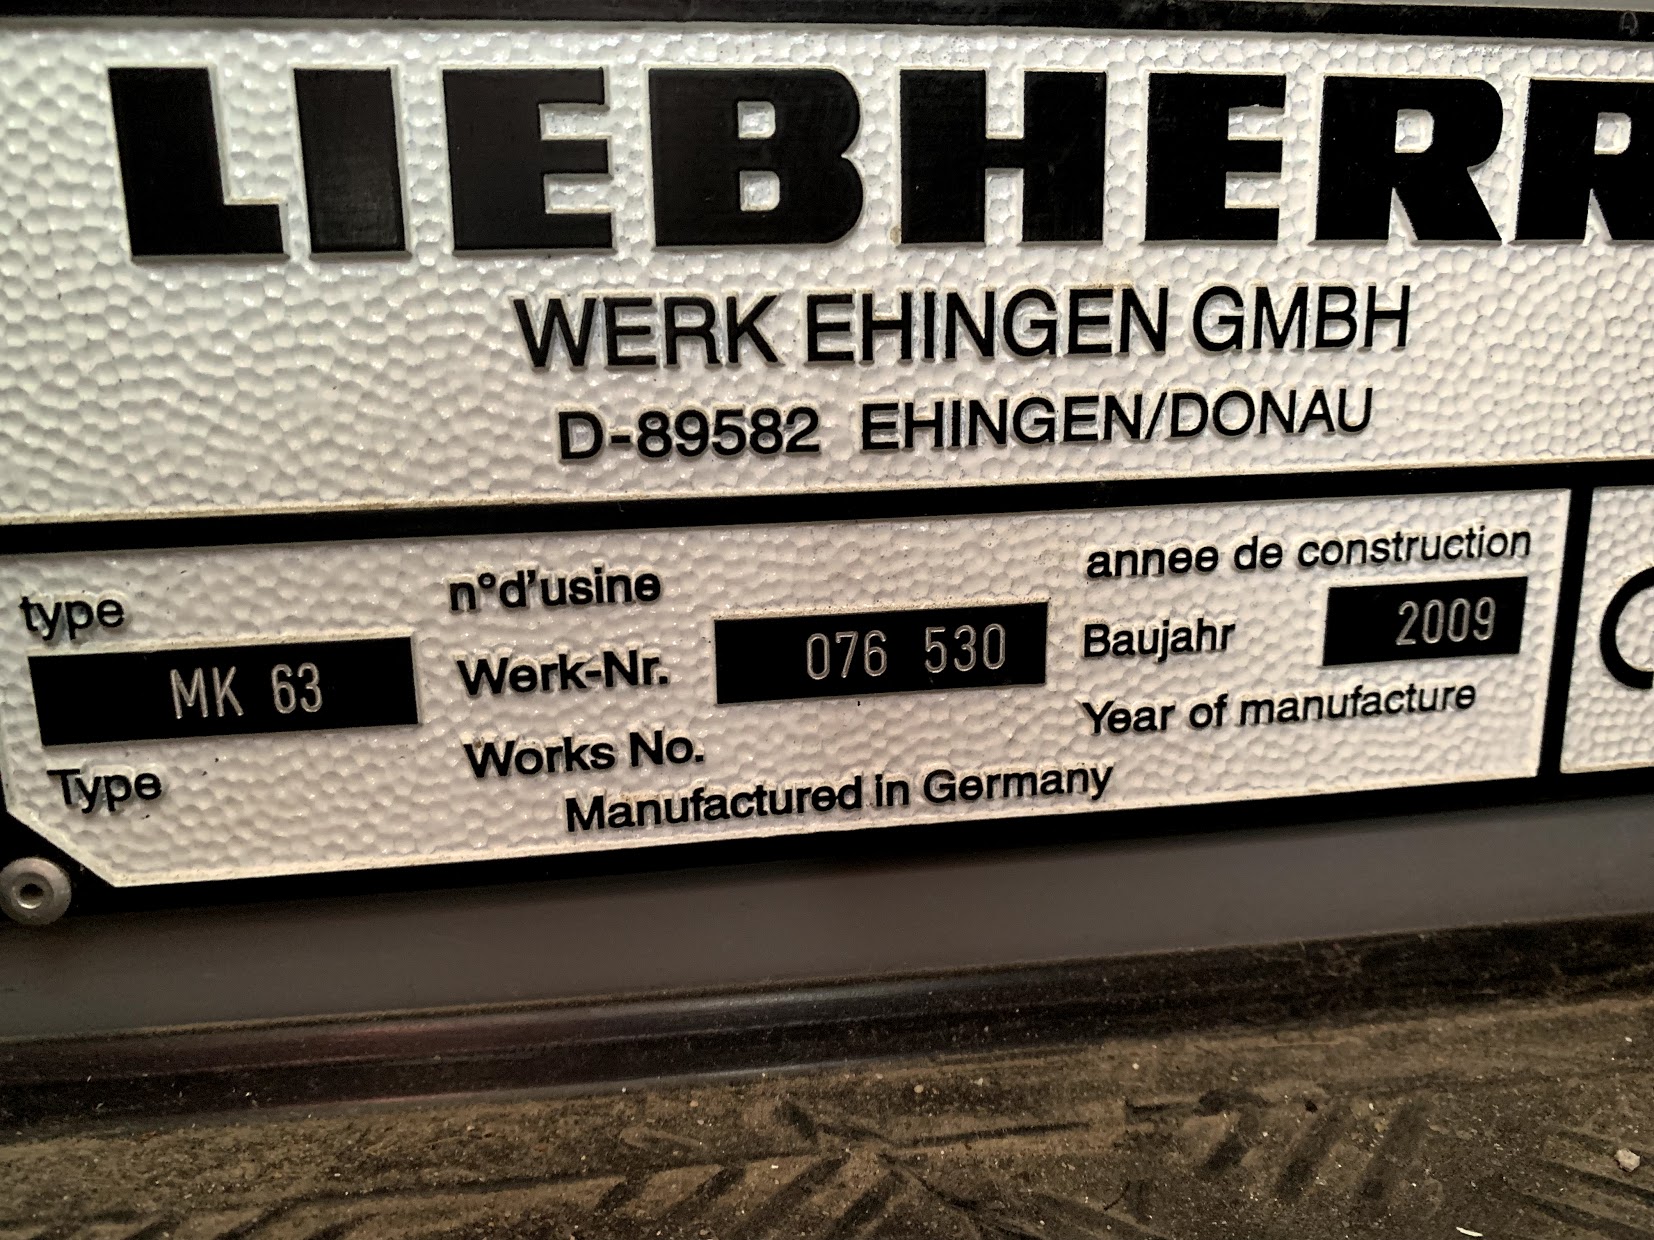 LIEBHERR
WERK EHINGEN GMBH
D-89582 EHINGEN/DONAU
type
MK 63
Type
n°d'usine
Werk-Nr. 076 530
Works No.
annee de construction
Baujahr 2009
Year of manufacture
Manufactured in Germany